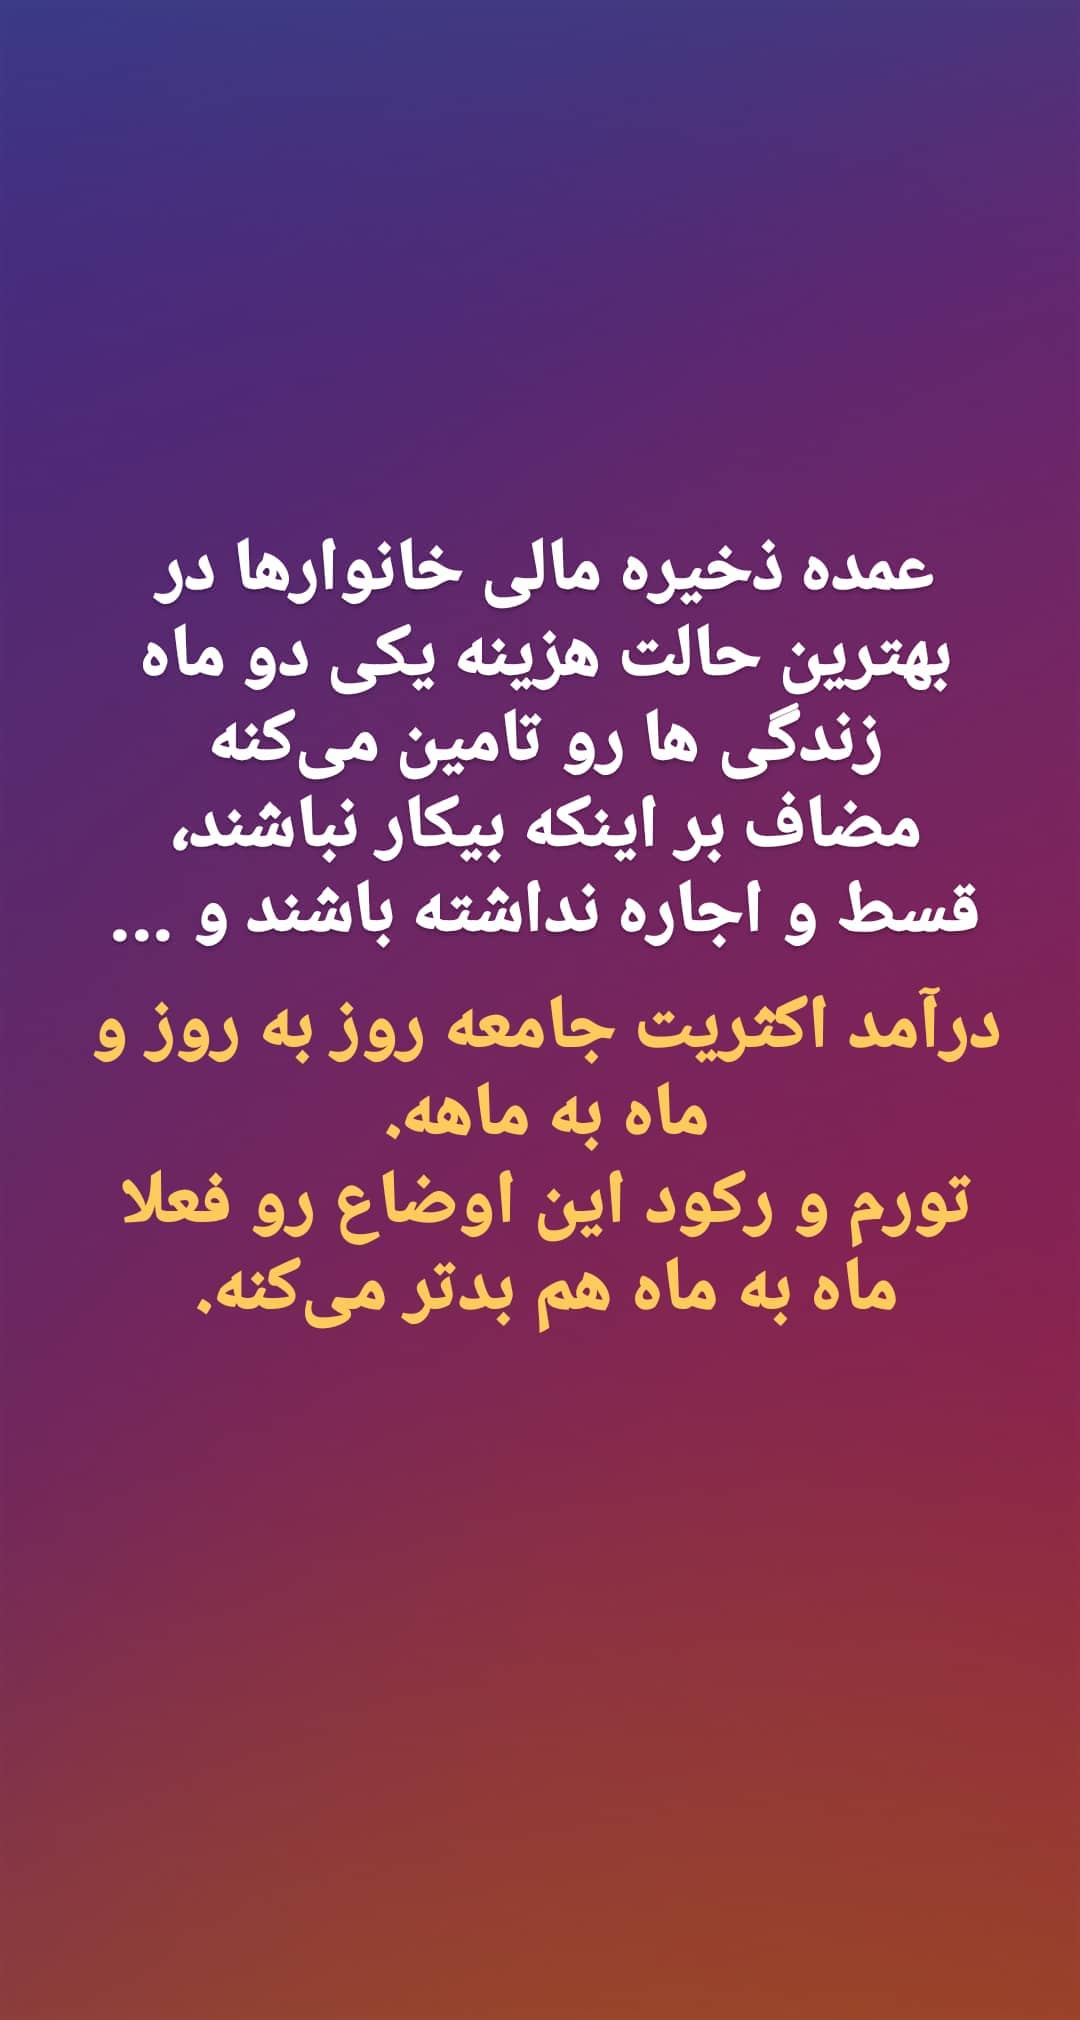 عمده ذخیره مالی خانوارها در
بهترین حالت هزینه یکی دو ماه
زندگی ها رو تامین می‌کنه
مضاف بر اینکه بیکار نباشند،
قسط و اجاره نداشته باشند و ...
درآمد اکثریت جامعه روز به روز و
ماه به ماهه.
تورم و رکود این اوضاع رو فعلا
ماه به ماه هم بدتر می‌کنه.